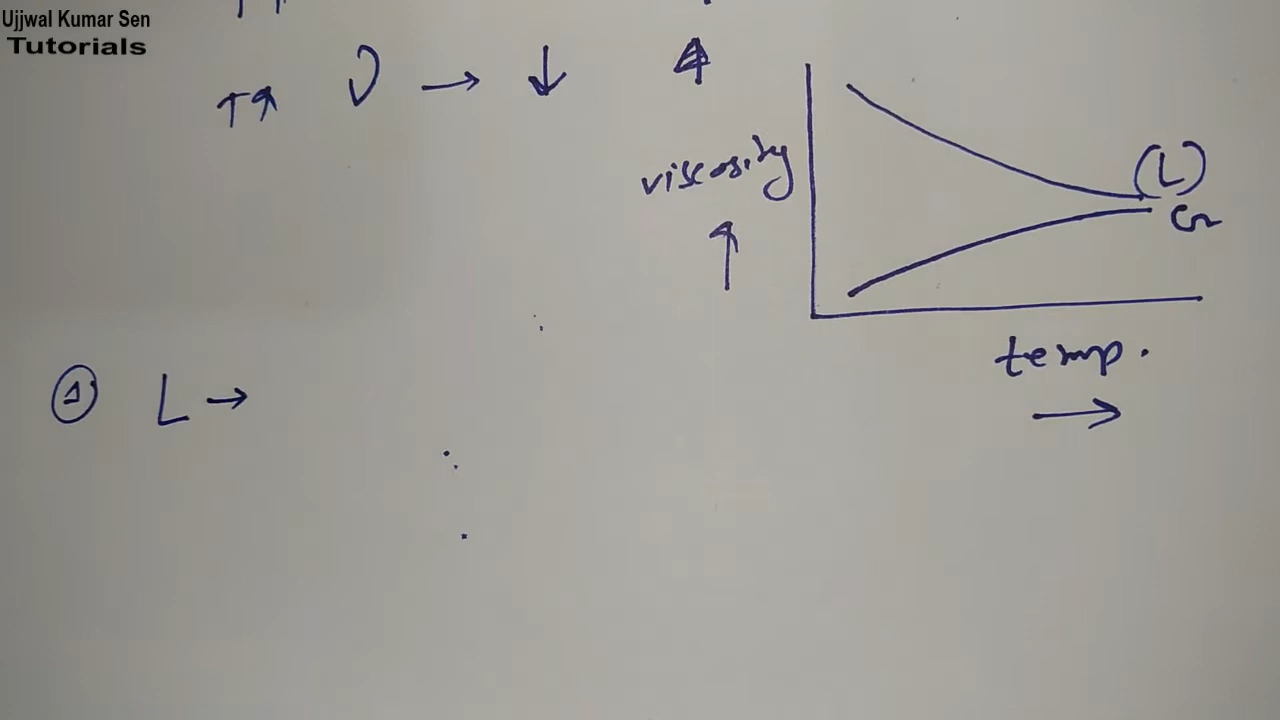 Ujjwal Kumar Sen
Tutorials
↑↑ → ↓
viscosity
↑
(L)
G
temp.
→
① L →